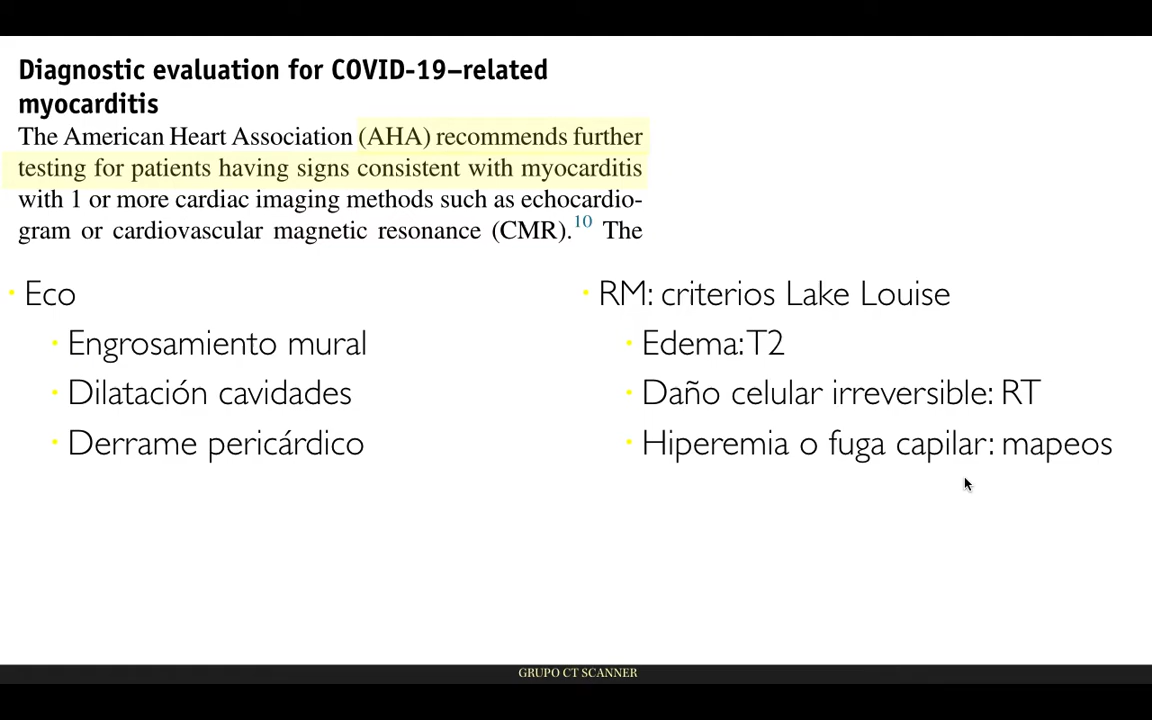 Diagnostic evaluation for COVID-19–related
myocarditis
The American Heart Association (AHA) recommends further
testing for patients having signs consistent with myocarditis
with 1 or more cardiac imaging methods such as echocardio-
gram or cardiovascular magnetic resonance (CMR).10 The
• Eco
• Engrosamiento mural
• Dilatación cavidades
• Derrame pericárdico
• RM: criterios Lake Louise
• Edema: T2
• Daño celular irreversible: RT
• Hiperemia o fuga capilar: mapeos
GRUPO CT SCANNER